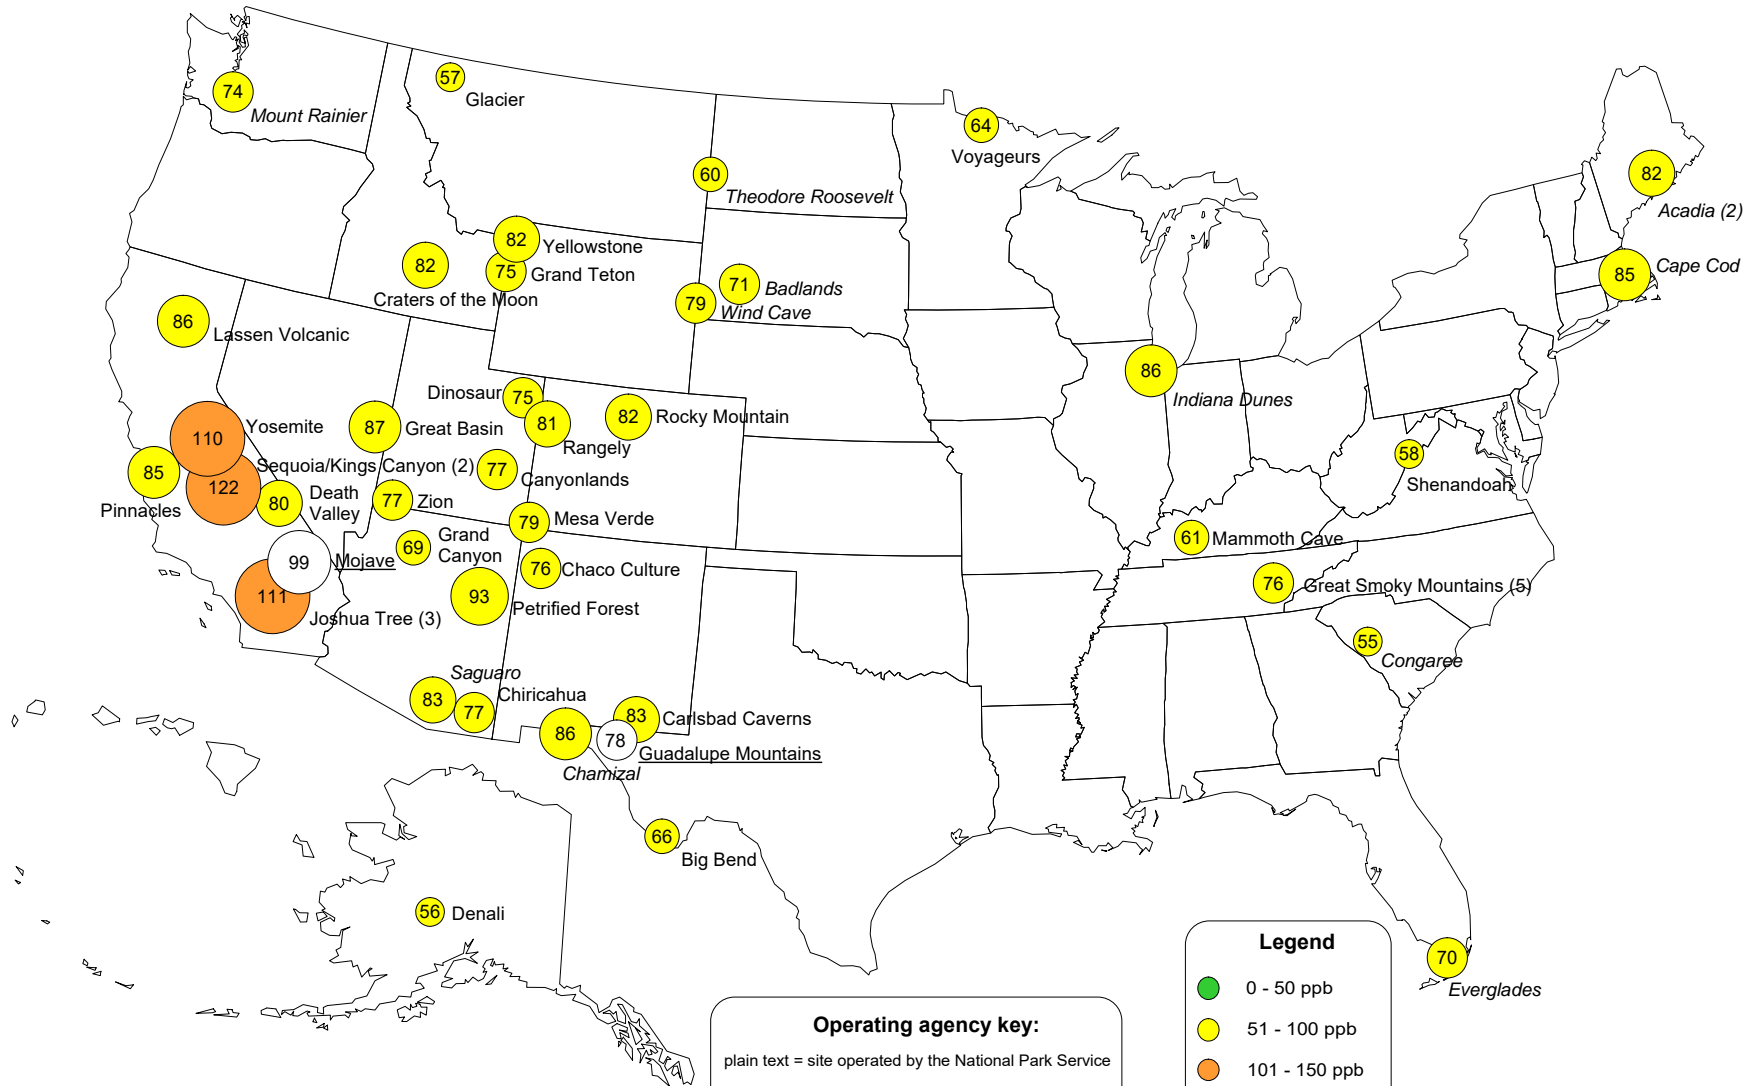 74
Mount Rainier
57
Glacier
64
Voyageurs
60
Theodore Roosevelt
82
Acadia (2)
85
Cape Cod
82
Yellowstone
75
Grand Teton
82
Craters of the Moon
71
Badlands
79
Wind Cave
86
Lassen Volcanic
86
Indiana Dunes
Dinosaur
75
81
Rangely
82
Rocky Mountain
110
Yosemite
87
Great Basin
85
Pinnacles
Sequoia/Kings Canyon (2)
122
80
Death
Valley
77
Canyonlands
77
Zion
79
Mesa Verde
58
Shenandoah
61
Mammoth Cave
69
Grand
Canyon
99
Mojave
76
Chaco Culture
76
Great Smoky Mountains (5)
111
Joshua Tree (3)
93
Petrified Forest
55
Congaree
Saguaro
83
Chiricahua
77
86
Chamizal
83
Carlsbad Caverns
78
Guadalupe Mountains
66
Big Bend
56
Denali
70
Everglades
Legend
0 - 50 ppb
51 - 100 ppb
101 - 150 ppb
Operating agency key:
plain text = site operated by the National Park Service